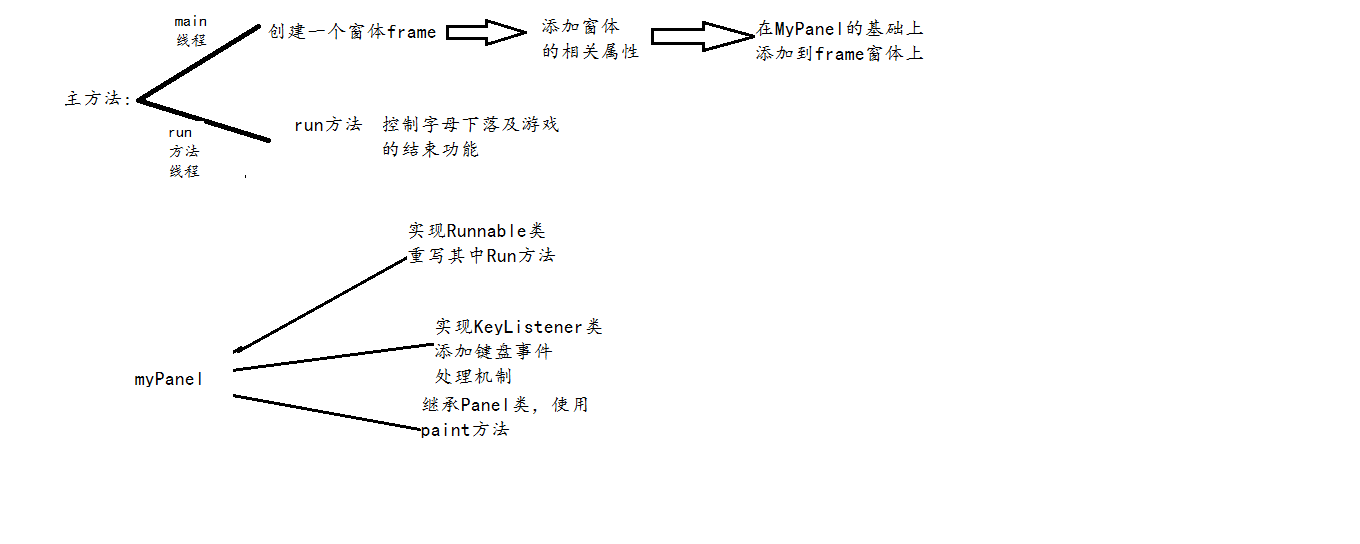 main
线程
创建一个窗体frame
添加窗体
的相关属性
在MyPanel的基础上
添加到frame窗体上
主方法:
run
方法
线程
run方法 控制字母下落及游戏
的结束功能
实现Runnable类
重写其中Run方法
实现KeyListener类
添加键盘事件
处理机制
myPanel
继承Panel类，使用
paint方法